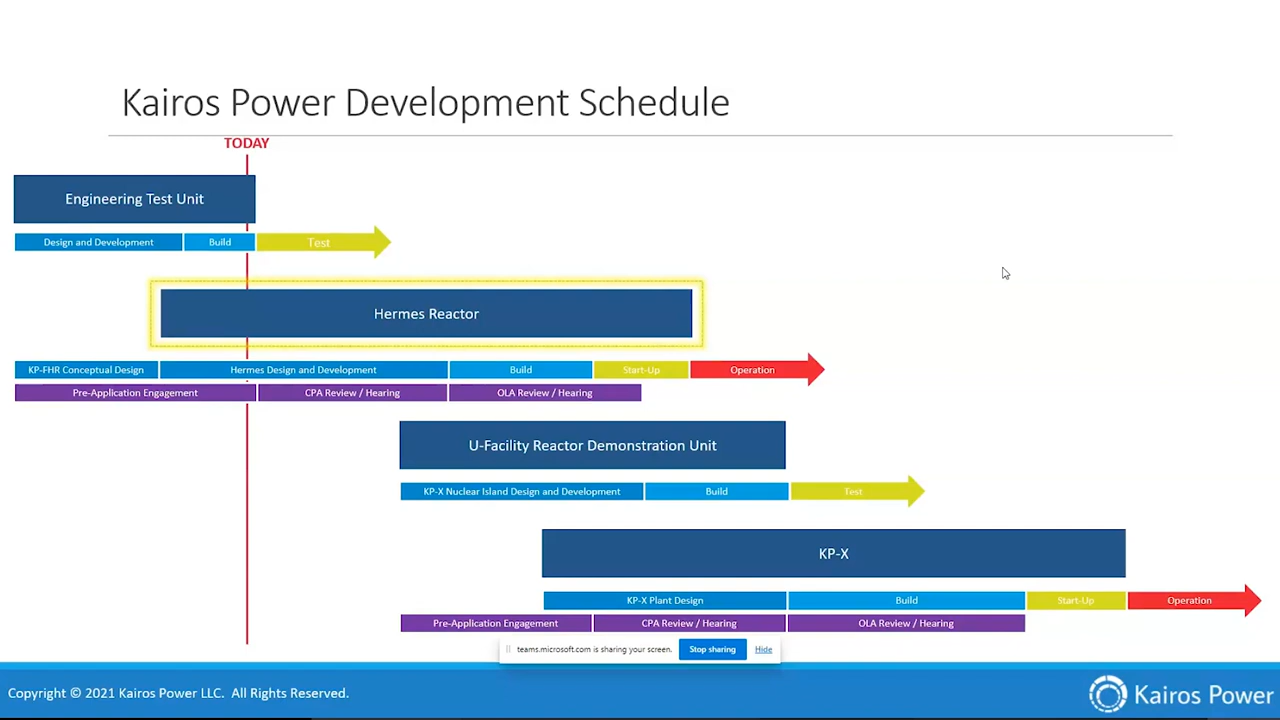 Kairos Power Development Schedule
TODAY
Engineering Test Unit
Design and Development
Build
Test
Hermes Reactor
KP-FHR Conceptual Design
Hermes Design and Development
Build
Start-Up
Operation
Pre-Application Engagement
CPA Review / Hearing
OLA Review / Hearing
U-Facility Reactor Demonstration Unit
KP-X Nuclear Island Design and Development
Build
Test
KP-X
KP-X Plant Design
Build
Start-Up
Operation
Pre-Application Engagement
CPA Review / Hearing
OLA Review / Hearing
teams.microsoft.com is sharing your screen.
Stop sharing
Hide
Copyright © 2021 Kairos Power LLC. All Rights Reserved.
Kairos Power